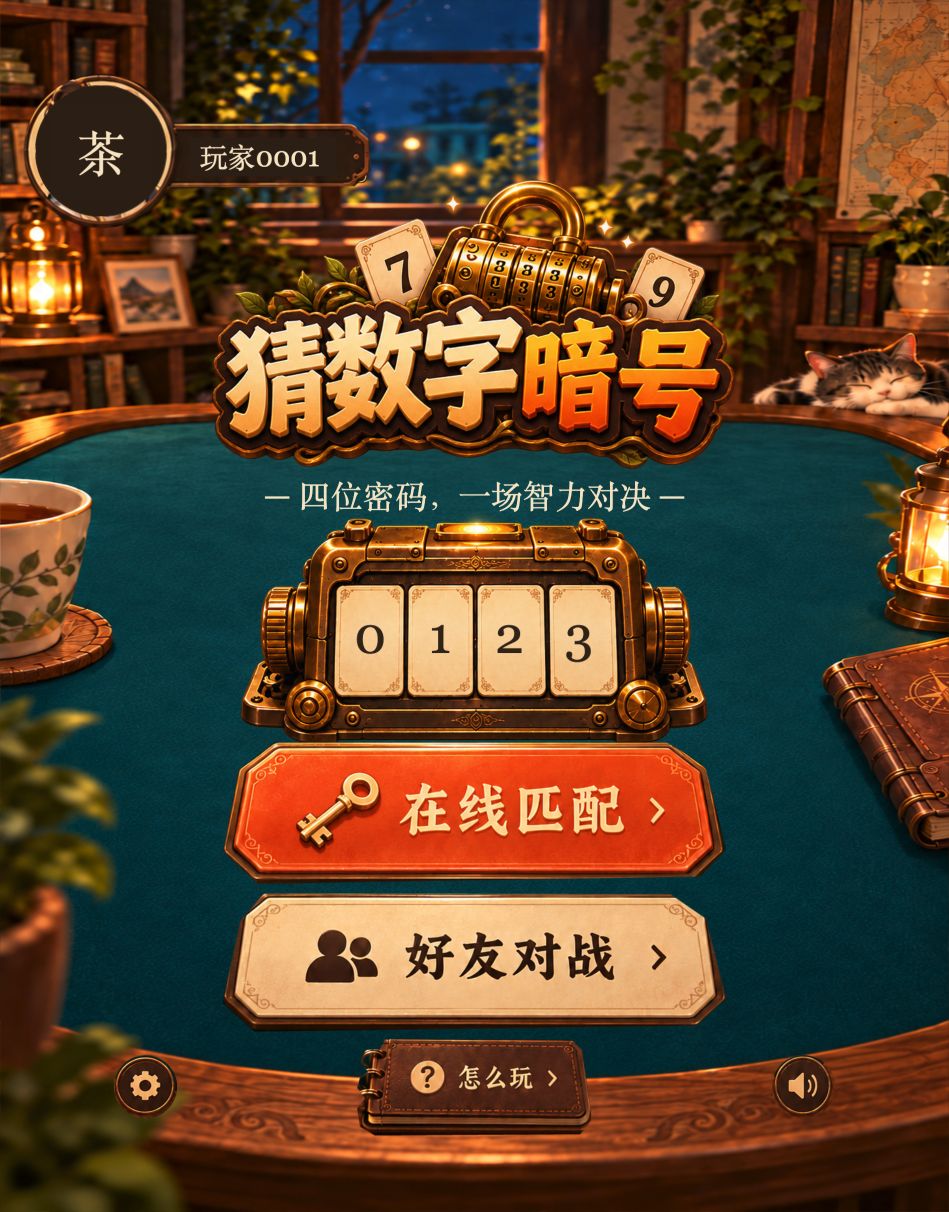 茶
玩家0001
7
9
猜数字暗号
— 四位密码，一场智力对决 —
0 1 2 3
在线匹配 ›
好友对战 ›
? 怎么玩 ›